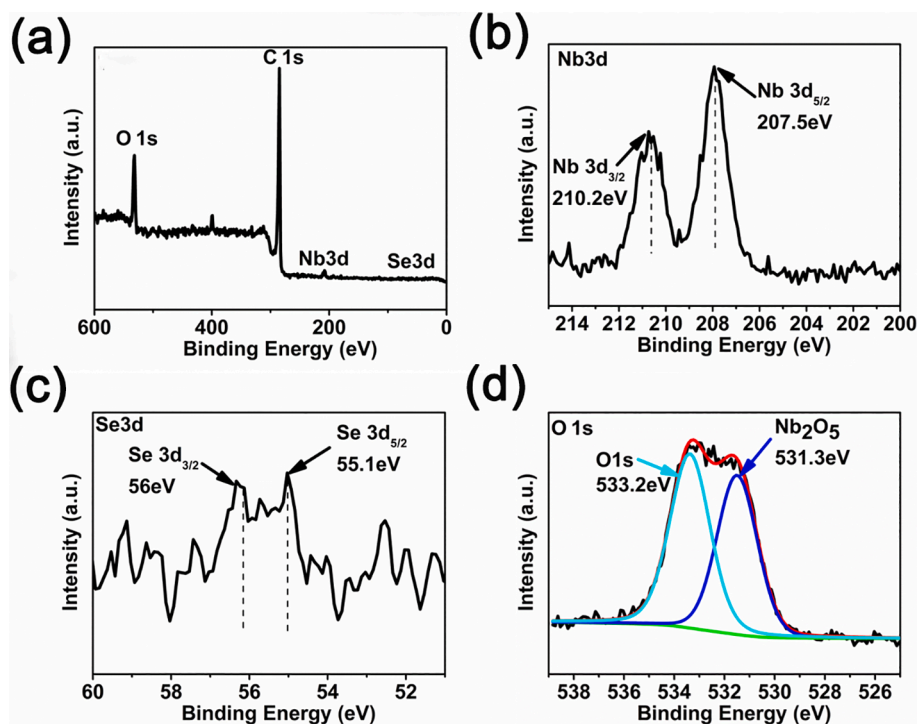 (a)
C 1s
O 1s
Nb3d
Se3d
Intensity (a.u.)
600
400
200
0
Binding Energy (eV)
(b)
Nb3d
Nb 3d5/2
207.5eV
Nb 3d3/2
210.2eV
Intensity (a.u.)
214 212 210 208 206 204 202 200
Binding Energy (eV)
(c)
Se3d
Se 3d3/2
56eV
Se 3d5/2
55.1eV
Intensity (a.u.)
60 58 56 54 52
Binding Energy (eV)
(d)
O 1s
Nb2O5
531.3eV
O1s
533.2eV
Intensity (a.u.)
538 536 534 532 530 528 526
Binding Energy (eV)